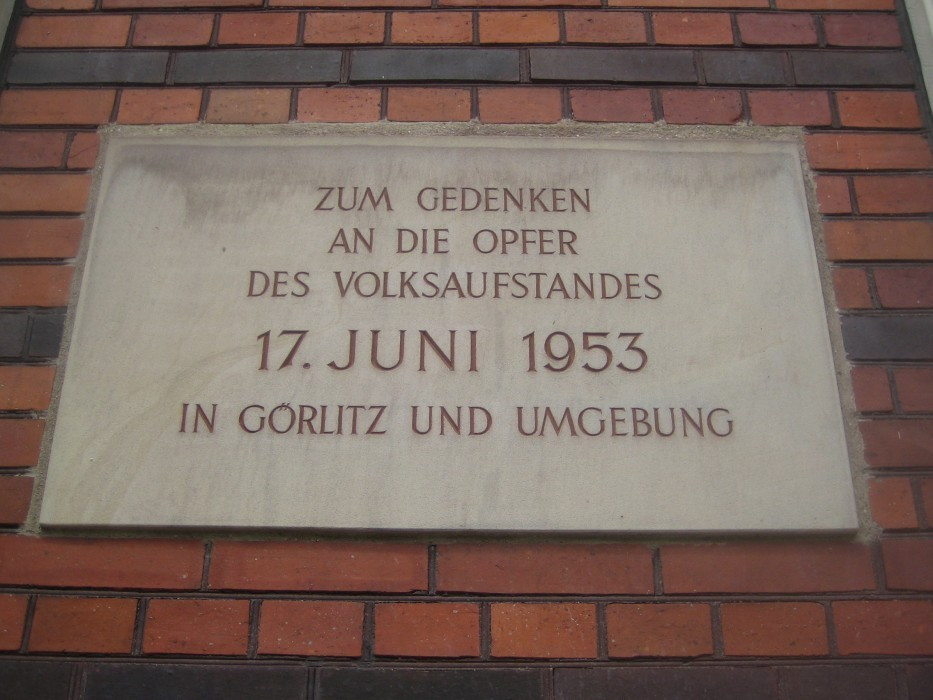 ZUM GEDENKEN
AN DIE OPFER
DES VOLKSAUFSTANDES
17. JUNI 1953
IN GÖRLITZ UND UMGEBUNG